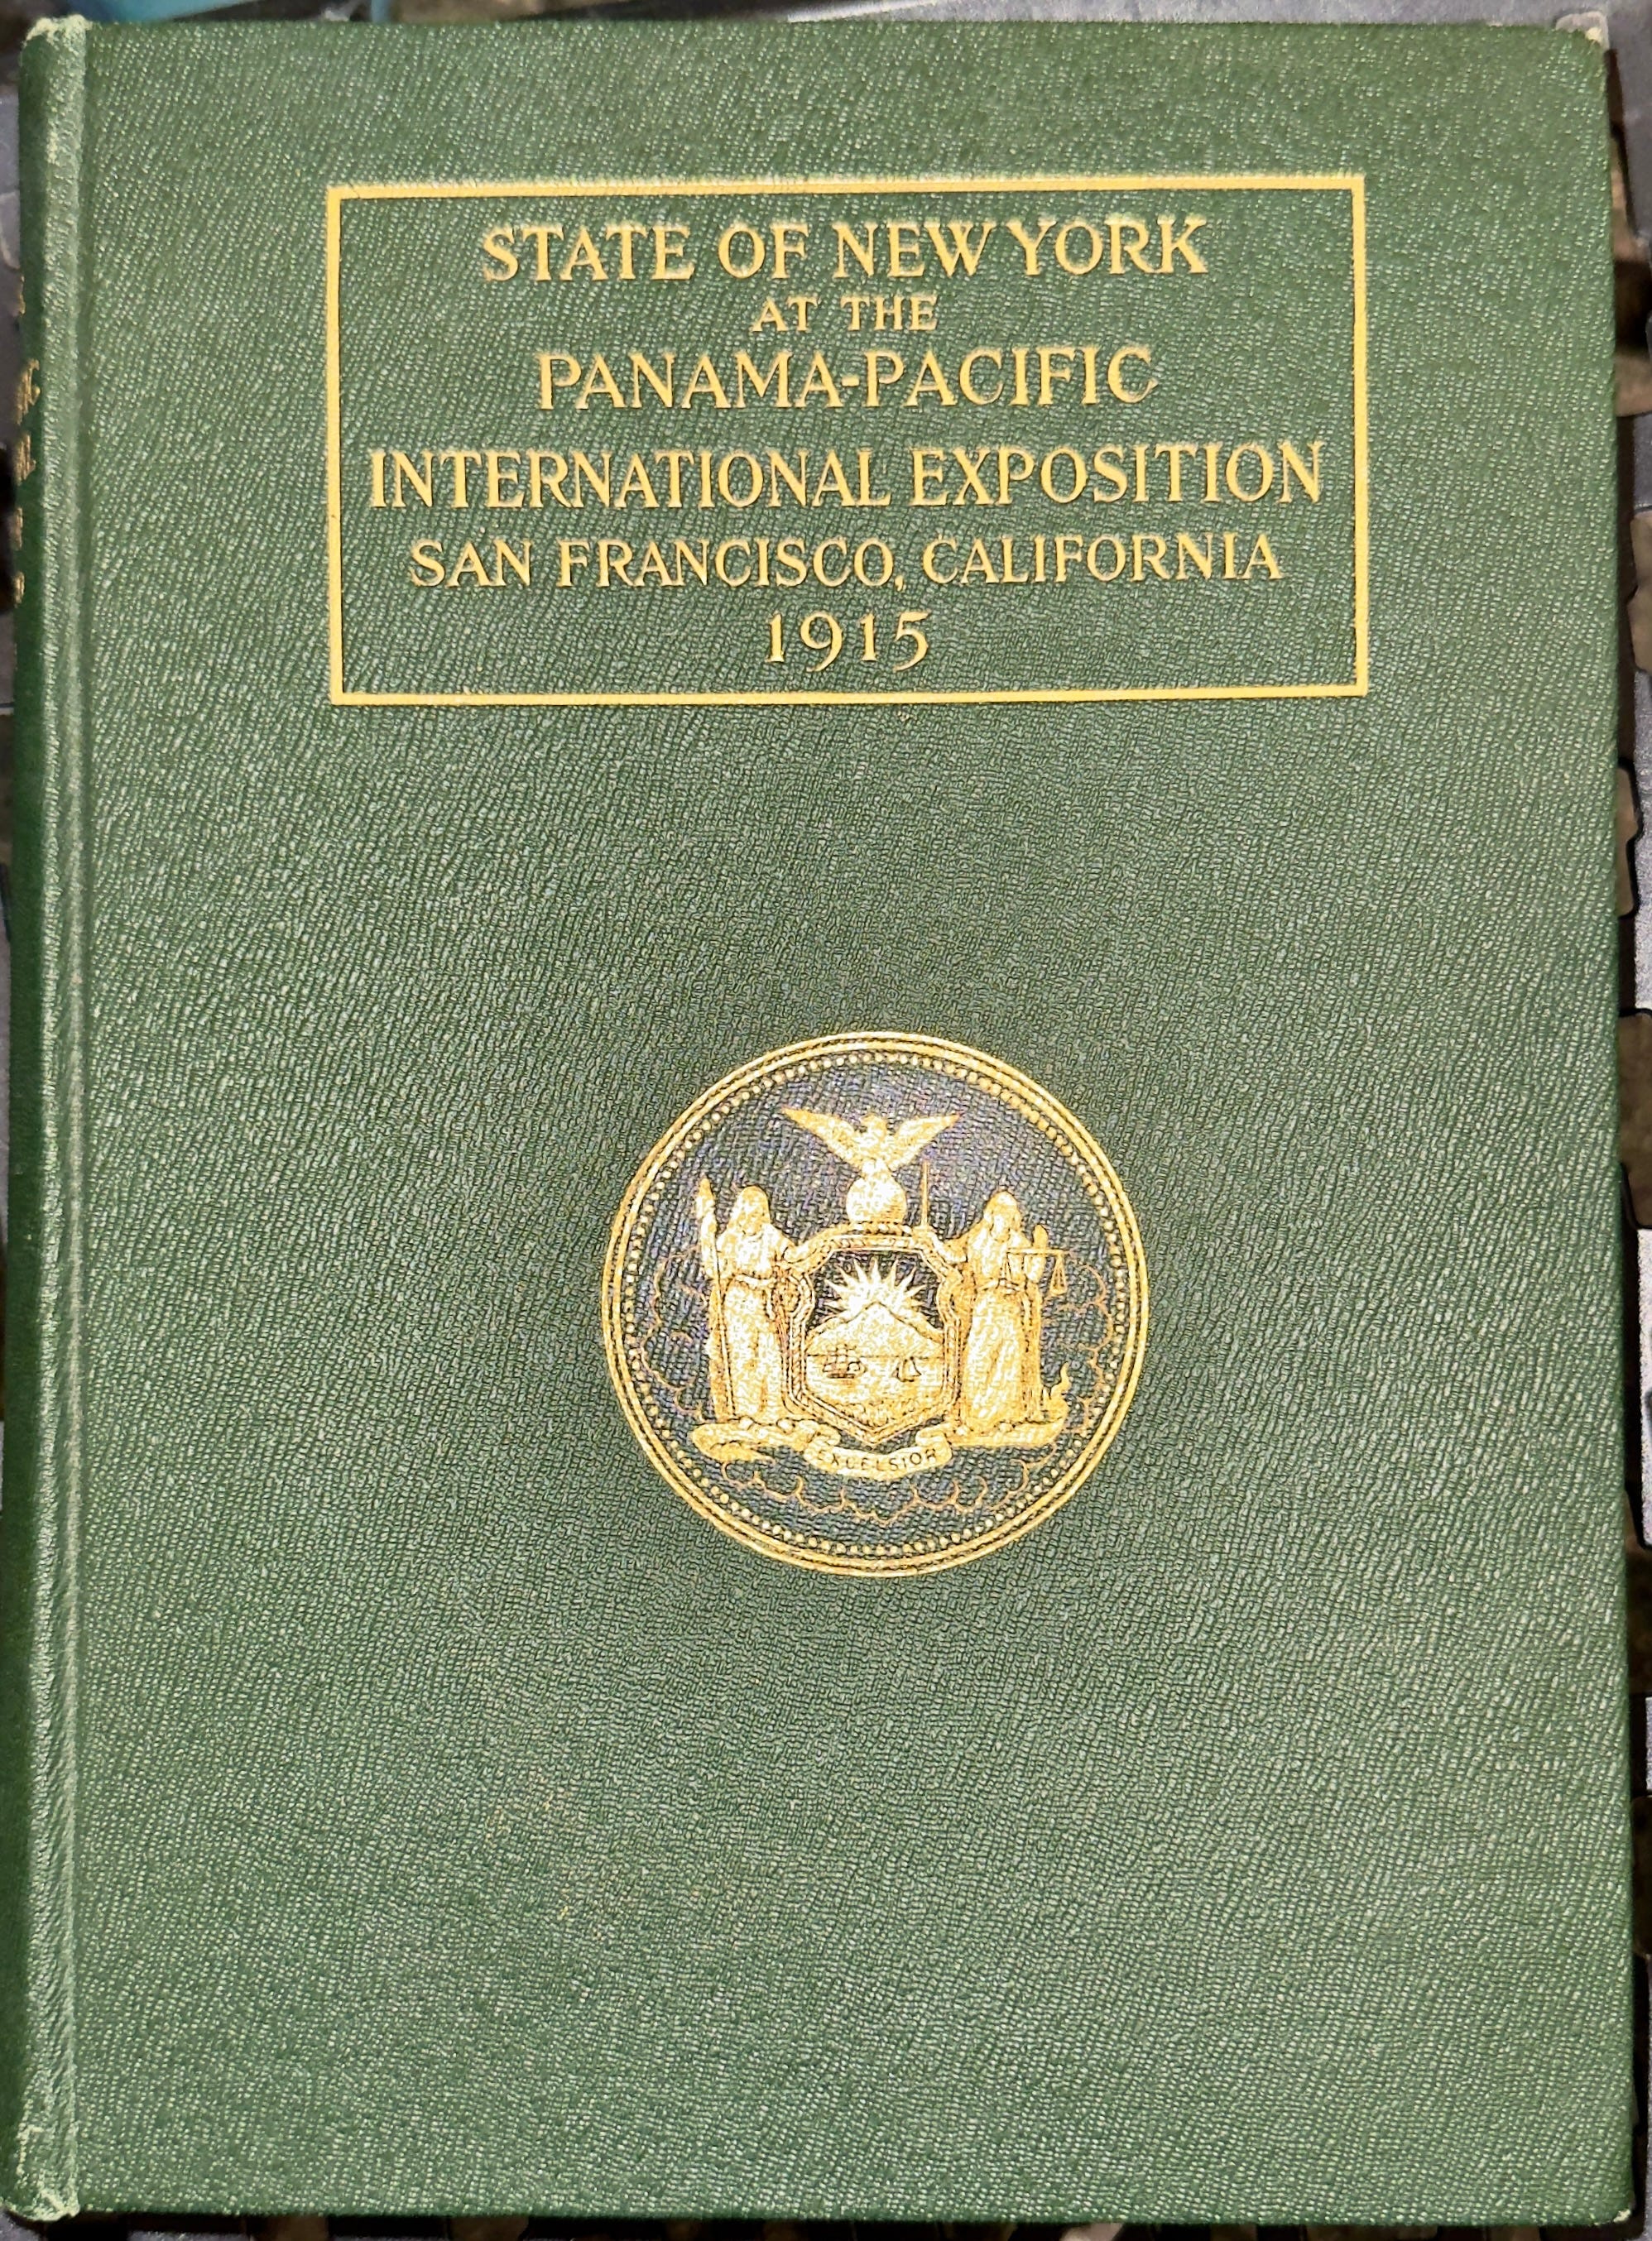 STATE OF NEW YORK
AT THE
PANAMA-PACIFIC
INTERNATIONAL EXPOSITION
SAN FRANCISCO, CALIFORNIA
1915
EXCELSIOR